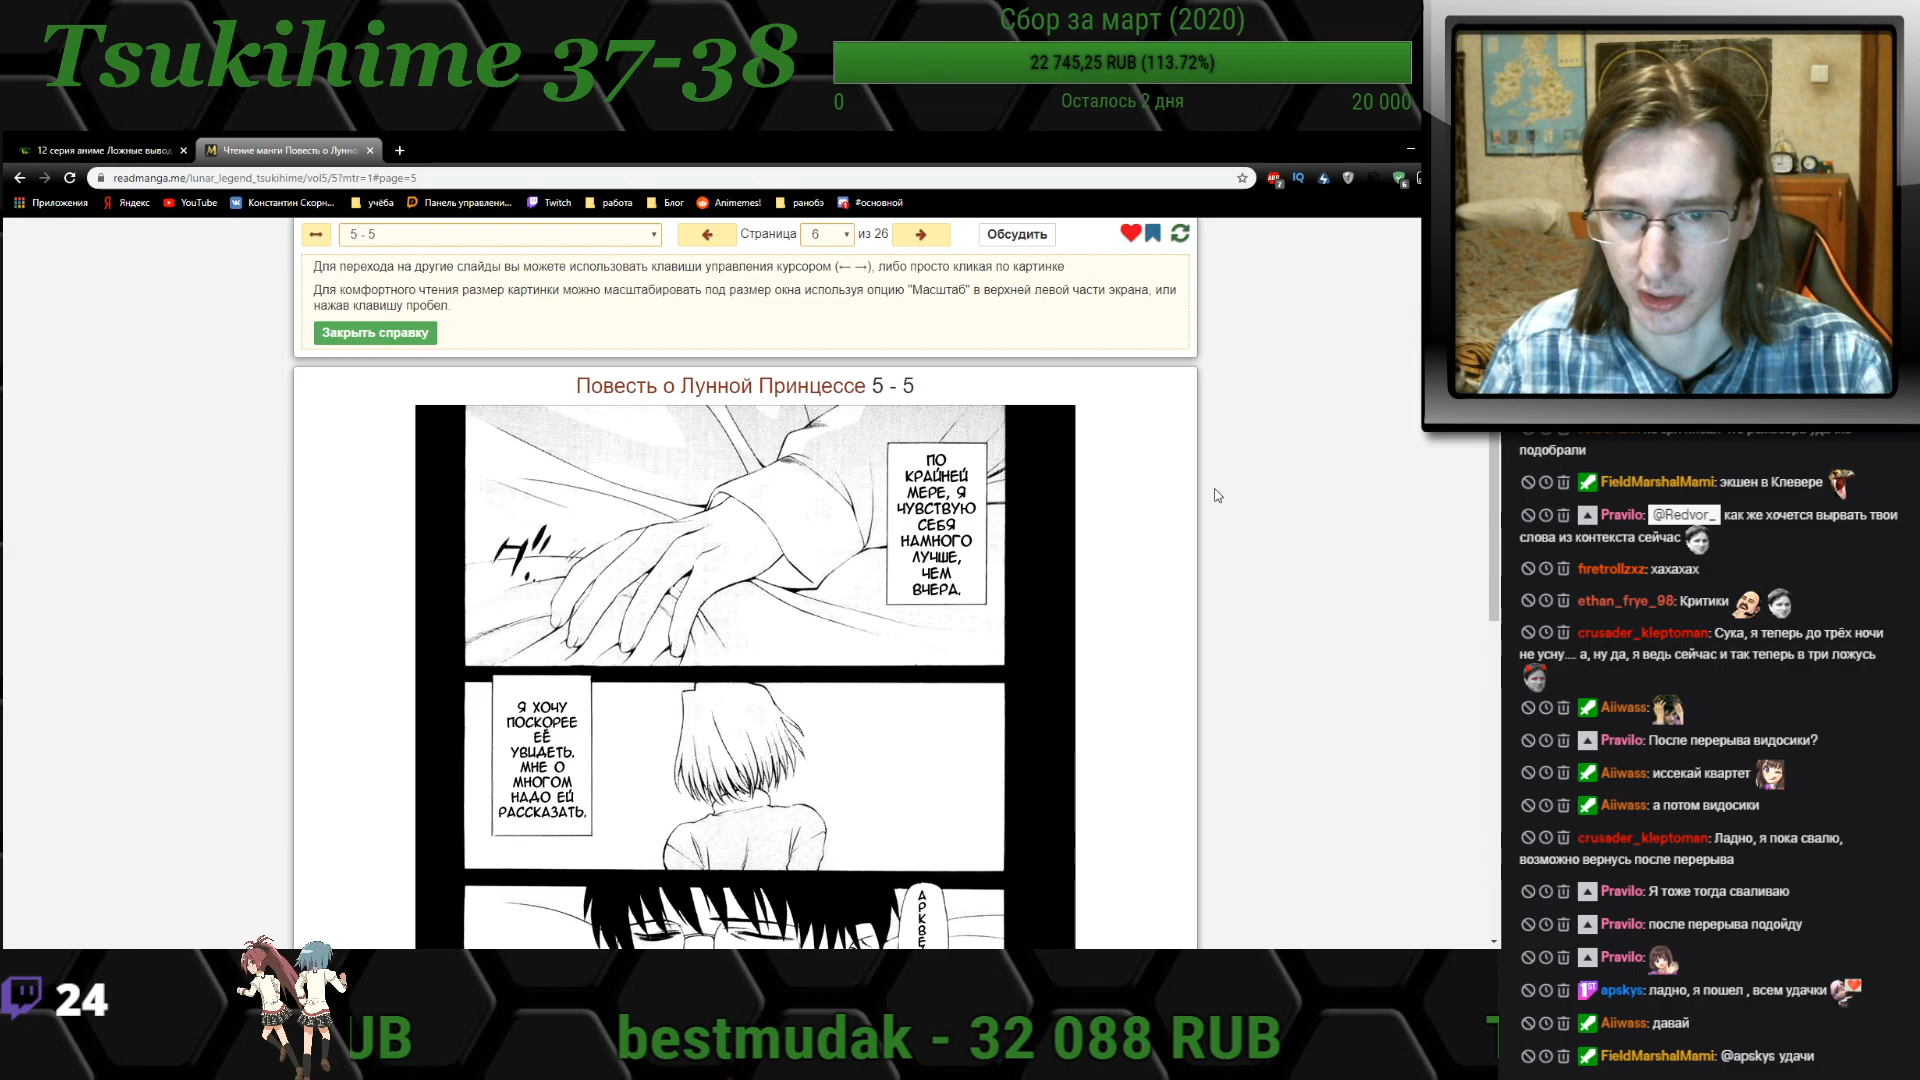 Tsukihime 37-38
Сбор за март (2020)
22 745,25 RUB (113.72%)
0
Осталось 2 дня
20 000
12 серия аниме Ложные вывод
Чтение манги Повесть о Лунно
readmanga.me/lunar_legend_tsukihime/vol5/5?mtr=1#page=5
Приложения
Яндекс
YouTube
Константин Скорн...
учёба
Панель управлени...
Twitch
работа
Блог
Animemes!
ранобэ
#основной
5 - 5
Страница
6
из 26
Обсудить
Для перехода на другие слайды вы можете использовать клавиши управления курсором (← →), либо просто кликая по картинке
Для комфортного чтения размер картинки можно масштабировать под размер окна используя опцию "Масштаб" в верхней левой части экрана, или
нажав клавишу пробел.
Закрыть справку
Повесть о Лунной Принцессе 5 - 5
ПО
КРАЙНЕЙ
МЕРЕ, Я
ЧУВСТВУЮ
СЕБЯ
НАМНОГО
ЛУЧШЕ,
ЧЕМ
ВЧЕРА.
Я ХОЧУ
ПОСКОРЕЕ
ЕЁ
УВИДЕТЬ.
МНЕ О
МНОГОМ
НАДО ЕЙ
РАССКАЗАТЬ.
А
Р
К
В
Е
подобрали
FieldMarshalMami: экшен в Клевере
Pravilo: @Redvor_ как же хочется вырвать твои
слова из контекста сейчас
firetrollzxz: хахахах
ethan_frye_98: Критики
crusader_kleptoman: Сука, я теперь до трёх ночи
не усну.... а, ну да, я ведь сейчас и так теперь в три ложусь
Aiiwass:
Pravilo: После перерыва видосики?
Aiiwass: иссекай квартет
Aiiwass: а потом видосики
crusader_kleptoman: Ладно, я пока свалю,
возможно вернусь после перерыва
Pravilo: Я тоже тогда сваливаю
Pravilo: после перерыва подойду
Pravilo:
1ST apskys: ладно, я пошел , всем удачки
Aiiwass: давай
FieldMarshalMami: @apskys удачи
24
UB
bestmudak - 32 088 RUB